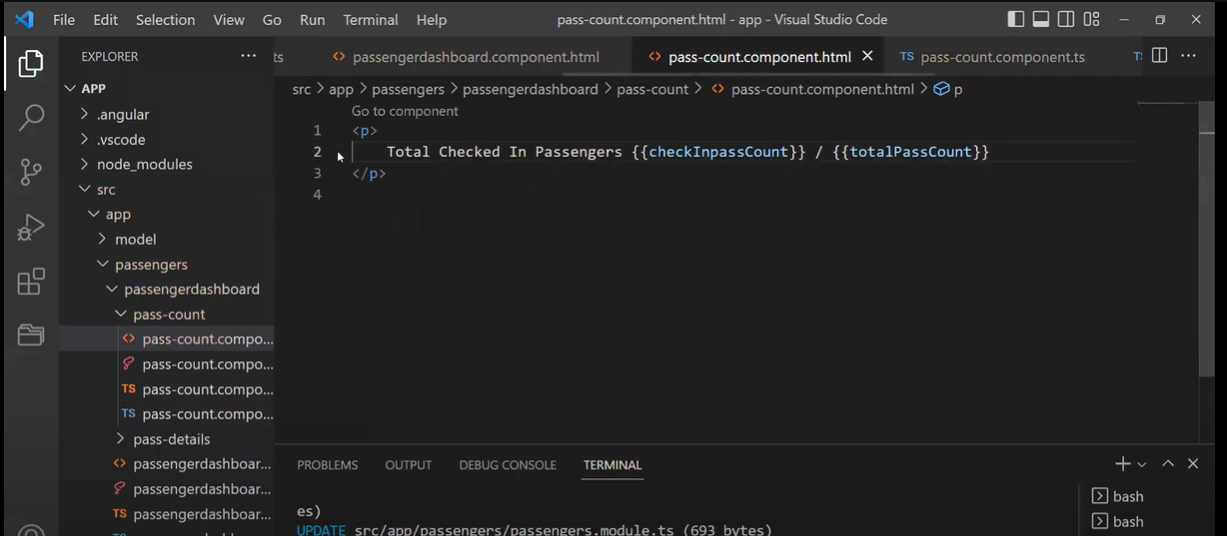 File Edit Selection View Go Run Terminal Help pass-count.component.html - app - Visual Studio Code
EXPLORER
ts passengerdashboard.component.html pass-count.component.html TS pass-count.component.ts
APP
src > app > passengers > passengerdashboard > pass-count > pass-count.component.html > p
.angular
.vscode
node_modules
src
app
model
passengers
passengerdashboard
pass-count
pass-count.compo...
pass-count.compo...
TS pass-count.compo...
TS pass-count.compo...
pass-details
passengerdashboar...
passengerdashboar...
TS passengerdashboar...
Go to component
1 <p>
2 Total Checked In Passengers {{checkInpassCount}} / {{totalPassCount}}
3 </p>
4
PROBLEMS OUTPUT DEBUG CONSOLE TERMINAL
es)
UPDATE src/app/passengers/passengers.module.ts (693 bytes)
bash
bash